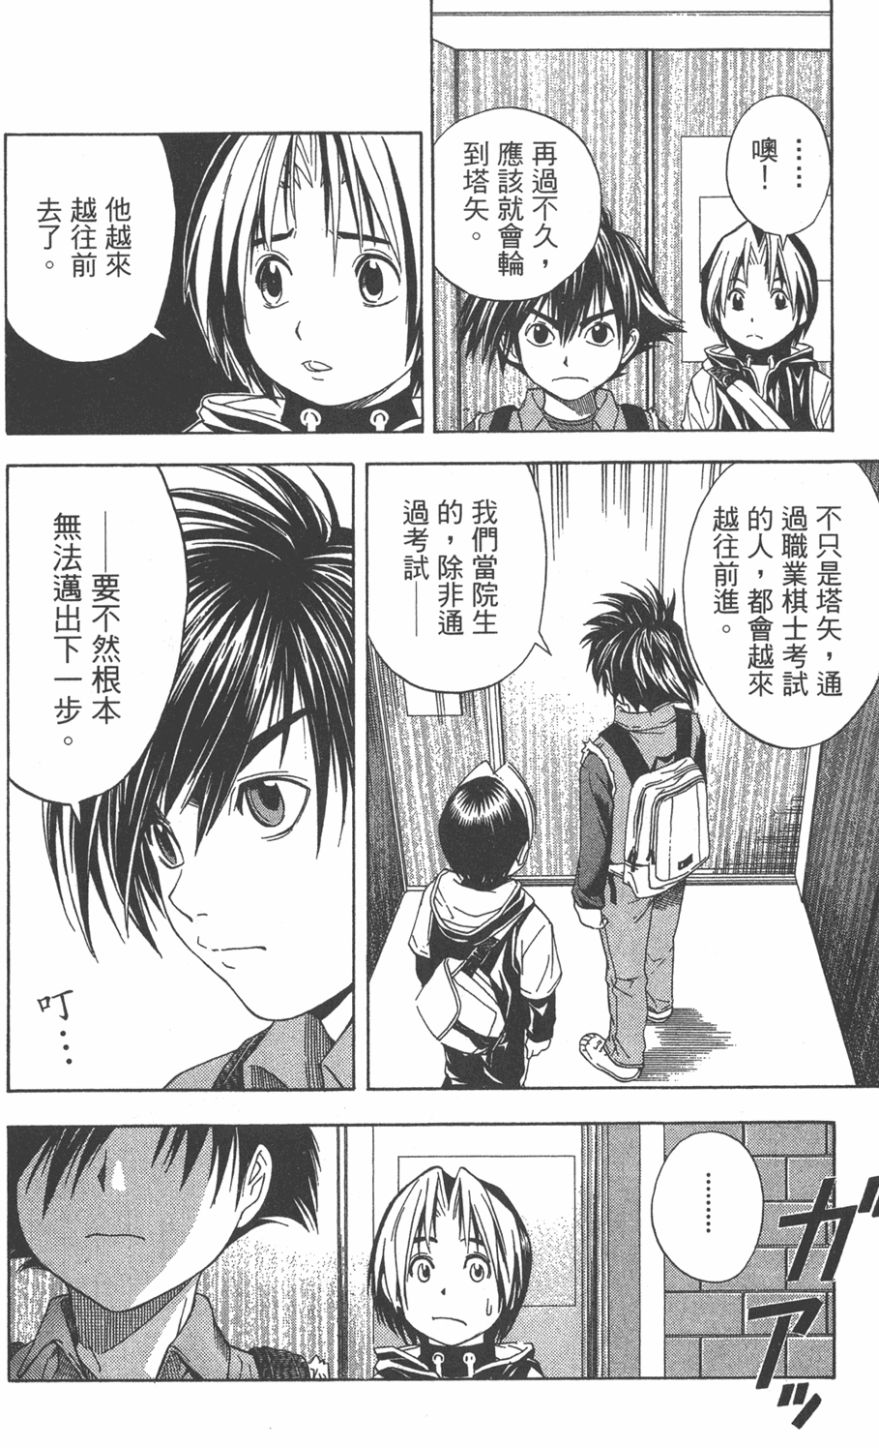 ……
噢！
再過不久，
應該就會輪
到塔矢。
他越來
越往前
去了。
不只是塔矢，通
過職業棋士考試
的人，都會越來
越往前進。
我們當院生
的，除非通
過考試——
——要不然根本
無法邁出下一步。
叮…
……
ガアッ